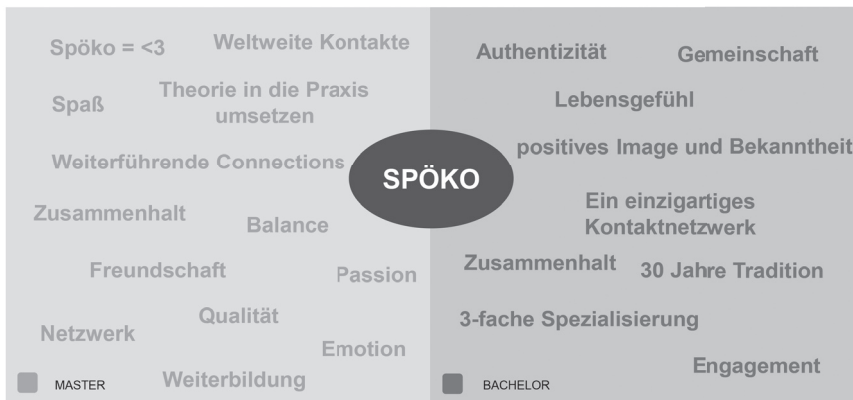 Spöko = <3
Weltweite Kontakte
Spaß
Theorie in die Praxis
umsetzen
Weiterführende Connections
Zusammenhalt
Balance
Freundschaft
Passion
Qualität
Netzwerk
Emotion
Weiterbildung
MASTER
SPÖKO
Authentizität
Gemeinschaft
Lebensgefühl
positives Image und Bekanntheit
Ein einzigartiges
Kontaktnetzwerk
Zusammenhalt
30 Jahre Tradition
3-fache Spezialisierung
Engagement
BACHELOR